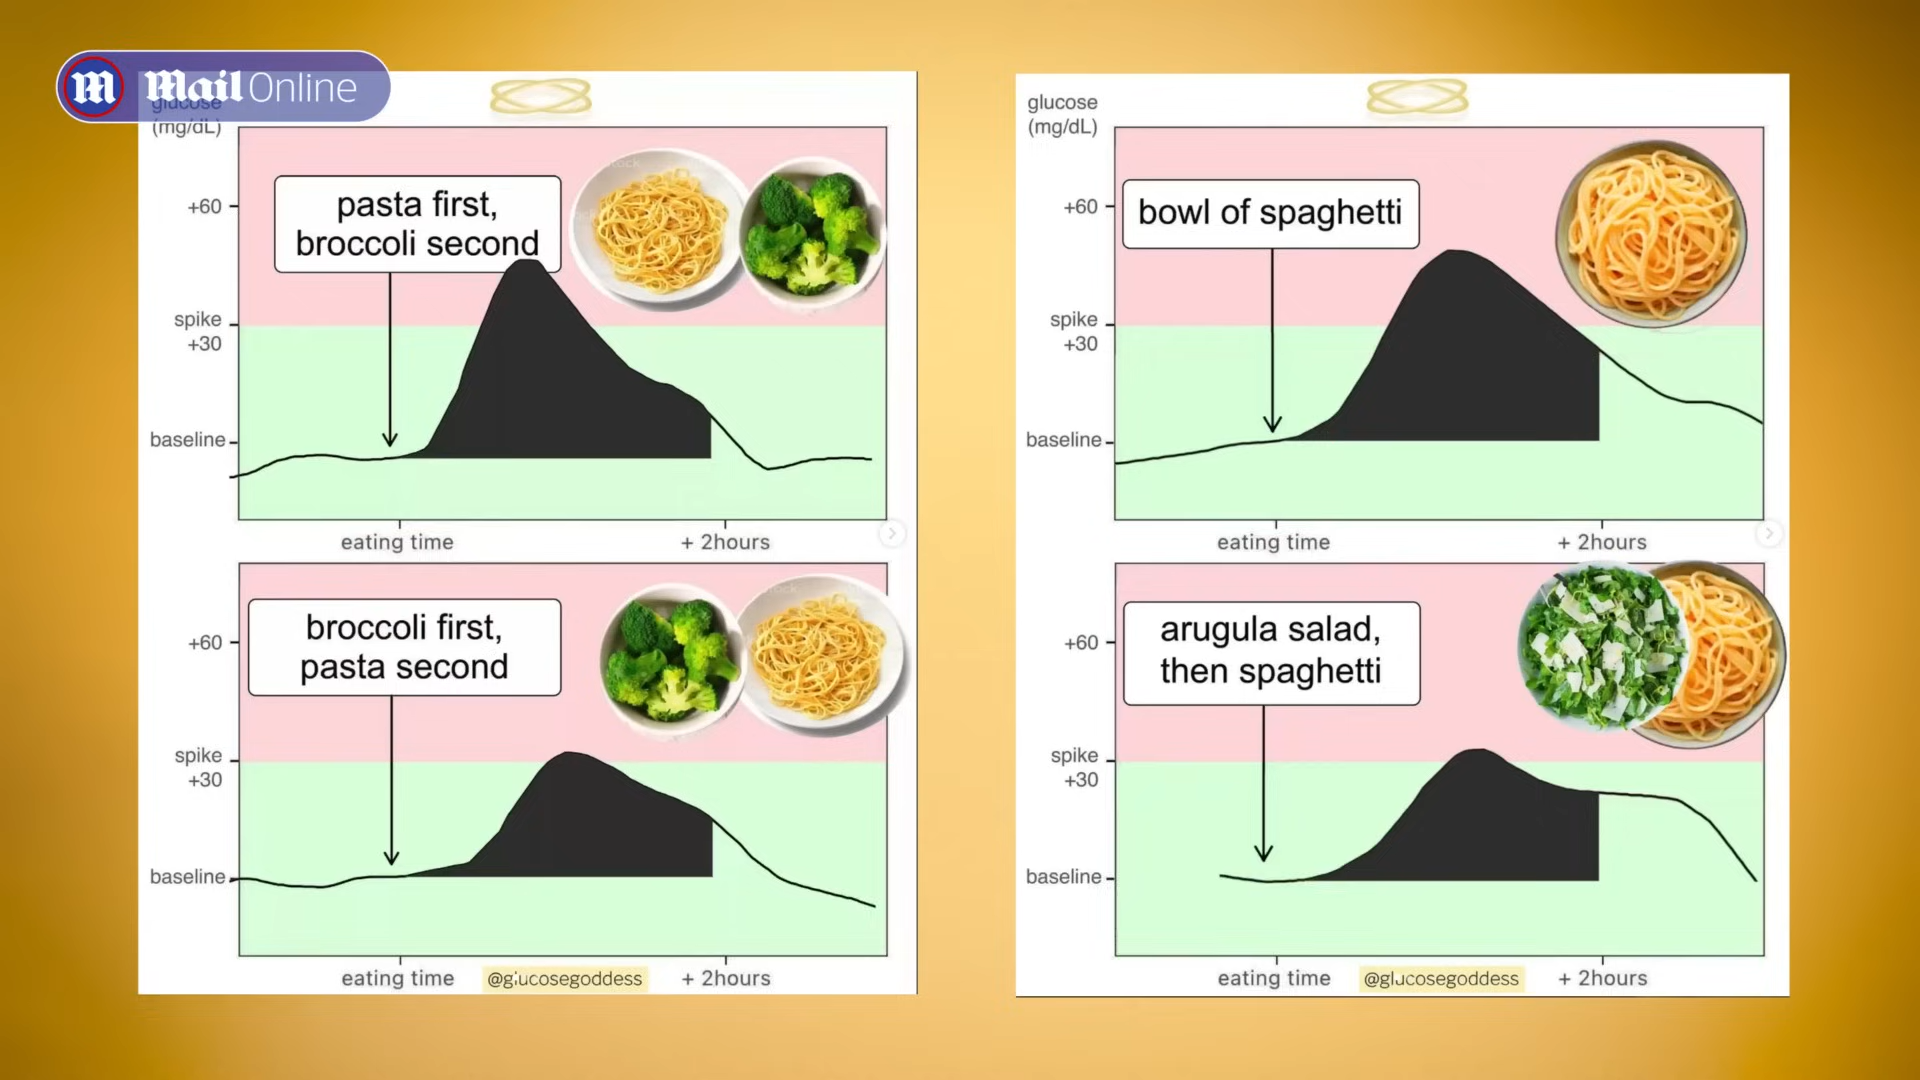 Mail Online
glucose
(mg/dL)
+60
pasta first,
broccoli second
spike
+30
baseline
eating time
+ 2hours
+60
broccoli first,
pasta second
spike
+30
baseline
eating time
@glucosegoddess
+ 2hours
glucose
(mg/dL)
+60
bowl of spaghetti
spike
+30
baseline
eating time
+ 2hours
+60
arugula salad,
then spaghetti
spike
+30
baseline
eating time
@glucosegoddess
+ 2hours